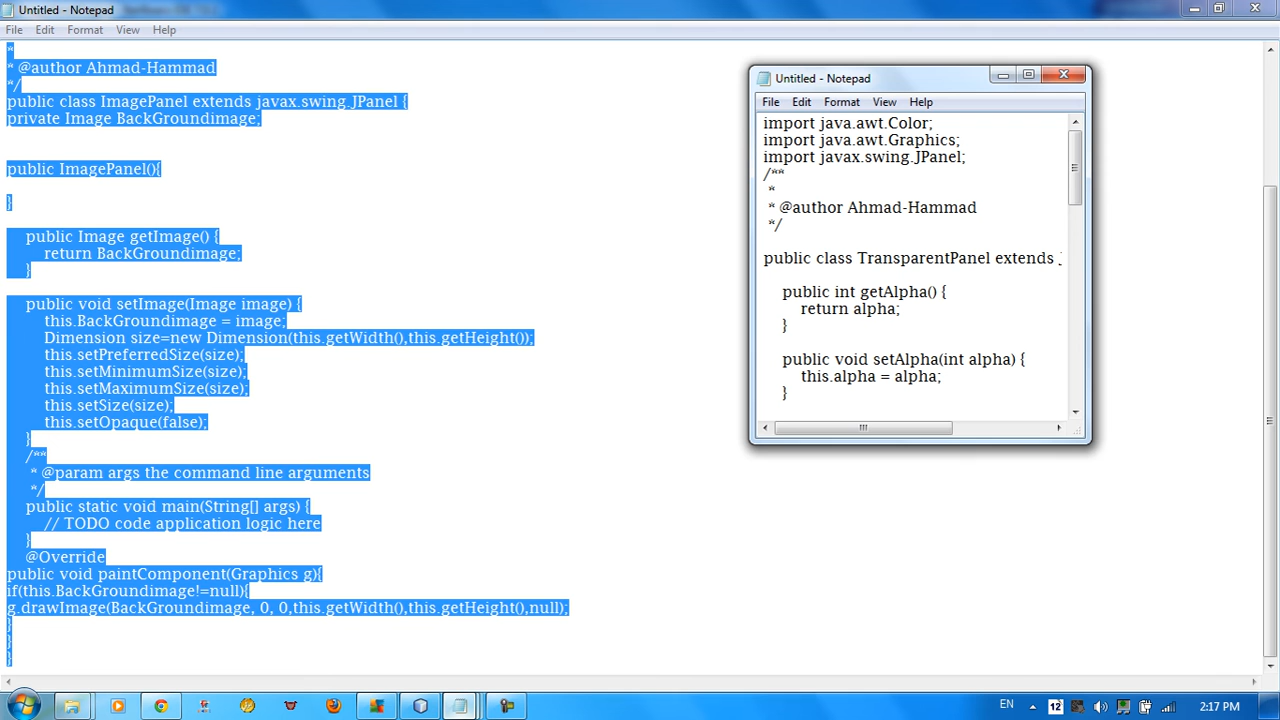 Untitled - Notepad
File Edit Format View Help
*
* @author Ahmad-Hammad
*/
public class ImagePanel extends javax.swing.JPanel {
private Image BackGroundimage;
public ImagePanel(){
}
public Image getImage() {
return BackGroundimage;
}
public void setImage(Image image) {
this.BackGroundimage = image;
Dimension size=new Dimension(this.getWidth(),this.getHeight());
this.setPreferredSize(size);
this.setMinimumSize(size);
this.setMaximumSize(size);
this.setSize(size);
this.setOpaque(false);
}
/**
* @param args the command line arguments
*/
public static void main(String[] args) {
// TODO code application logic here
}
@Override
public void paintComponent(Graphics g){
if(this.BackGroundimage!=null){
g.drawImage(BackGroundimage, 0, 0,this.getWidth(),this.getHeight(),null);
}
}
}
Untitled - Notepad
File Edit Format View Help
import java.awt.Color;
import java.awt.Graphics;
import javax.swing.JPanel;
/**
*
* @author Ahmad-Hammad
*/
public class TransparentPanel extends
public int getAlpha() {
return alpha;
}
public void setAlpha(int alpha) {
this.alpha = alpha;
}
EN
12
2:17 PM